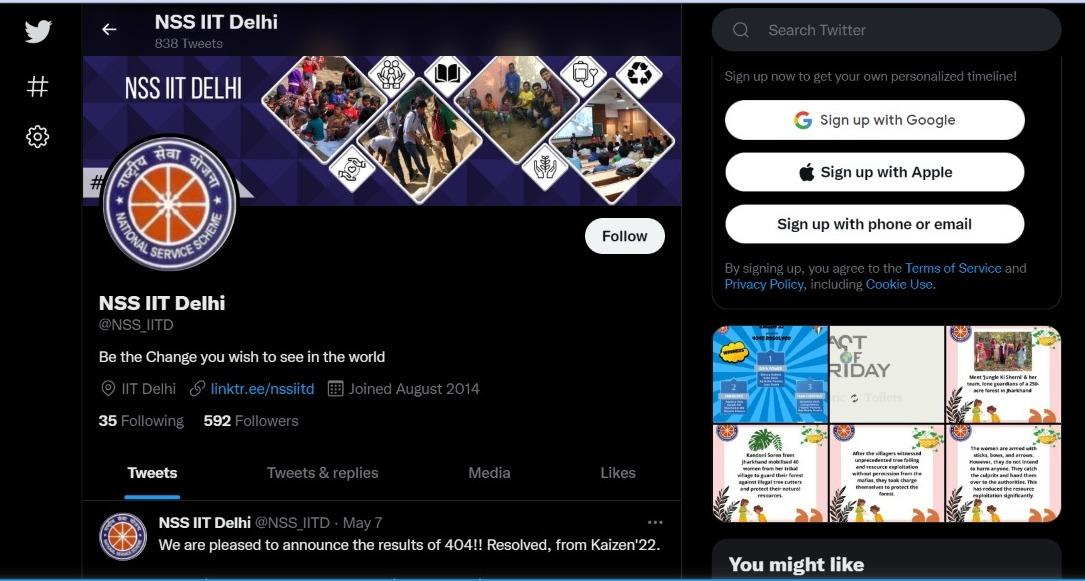 NSS IIT Delhi
838 Tweets
NSS IIT DELHI
#
राष्ट्रीय सेवा योजना
NATIONAL SERVICE SCHEME
Follow
NSS IIT Delhi
@NSS_IITD
Be the Change you wish to see in the world
IIT Delhi linktr.ee/nssiitd Joined August 2014
35 Following 592 Followers
Tweets Tweets & replies Media Likes
NSS IIT Delhi @NSS_IITD · May 7 ...
We are pleased to announce the results of 404!! Resolved, from Kaizen'22.
Search Twitter
Sign up now to get your own personalized timeline!
Sign up with Google
Sign up with Apple
Sign up with phone or email
By signing up, you agree to the Terms of Service and
Privacy Policy, including Cookie Use.
WINNERS
1
2
3
ACT
OF
RIDAY
Toilets
Meet 'Jungle Ki Sherni' & her
team, lone guardians of a 250-
acre forest in Jharkhand
Kandoni Soren from
Jharkhand mobilised 40
women from her tribal
village to guard their forest
against illegal tree cutters
and protect their natural
resources.
After the villagers witnessed
unprecedented tree felling
and resource exploitation
without permission from the
mafias, they took charge
themselves to protect the
forest.
The women are armed with
sticks, bows, and arrows.
However, they do not intend
to harm anyone. They catch
the culprits and hand them
over to the authorities. This
has reduced the resource
exploitation significantly.
You might like